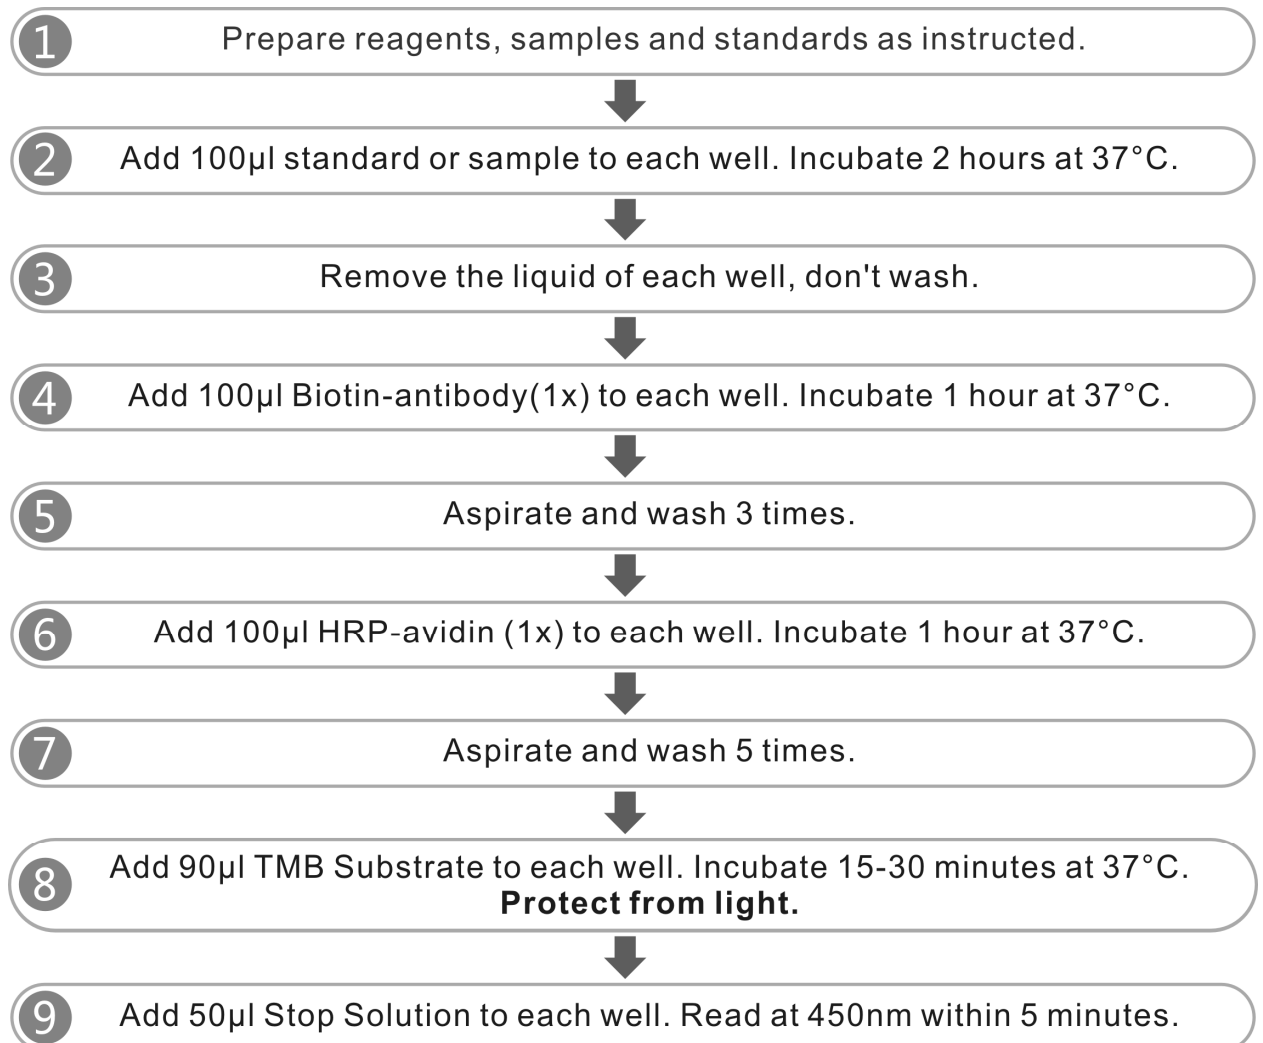 1 Prepare reagents, samples and standards as instructed.
2 Add 100µl standard or sample to each well. Incubate 2 hours at 37°C.
3 Remove the liquid of each well, don't wash.
4 Add 100µl Biotin-antibody(1x) to each well. Incubate 1 hour at 37°C.
5 Aspirate and wash 3 times.
6 Add 100µl HRP-avidin (1x) to each well. Incubate 1 hour at 37°C.
7 Aspirate and wash 5 times.
8 Add 90µl TMB Substrate to each well. Incubate 15-30 minutes at 37°C.
Protect from light.
9 Add 50µl Stop Solution to each well. Read at 450nm within 5 minutes.